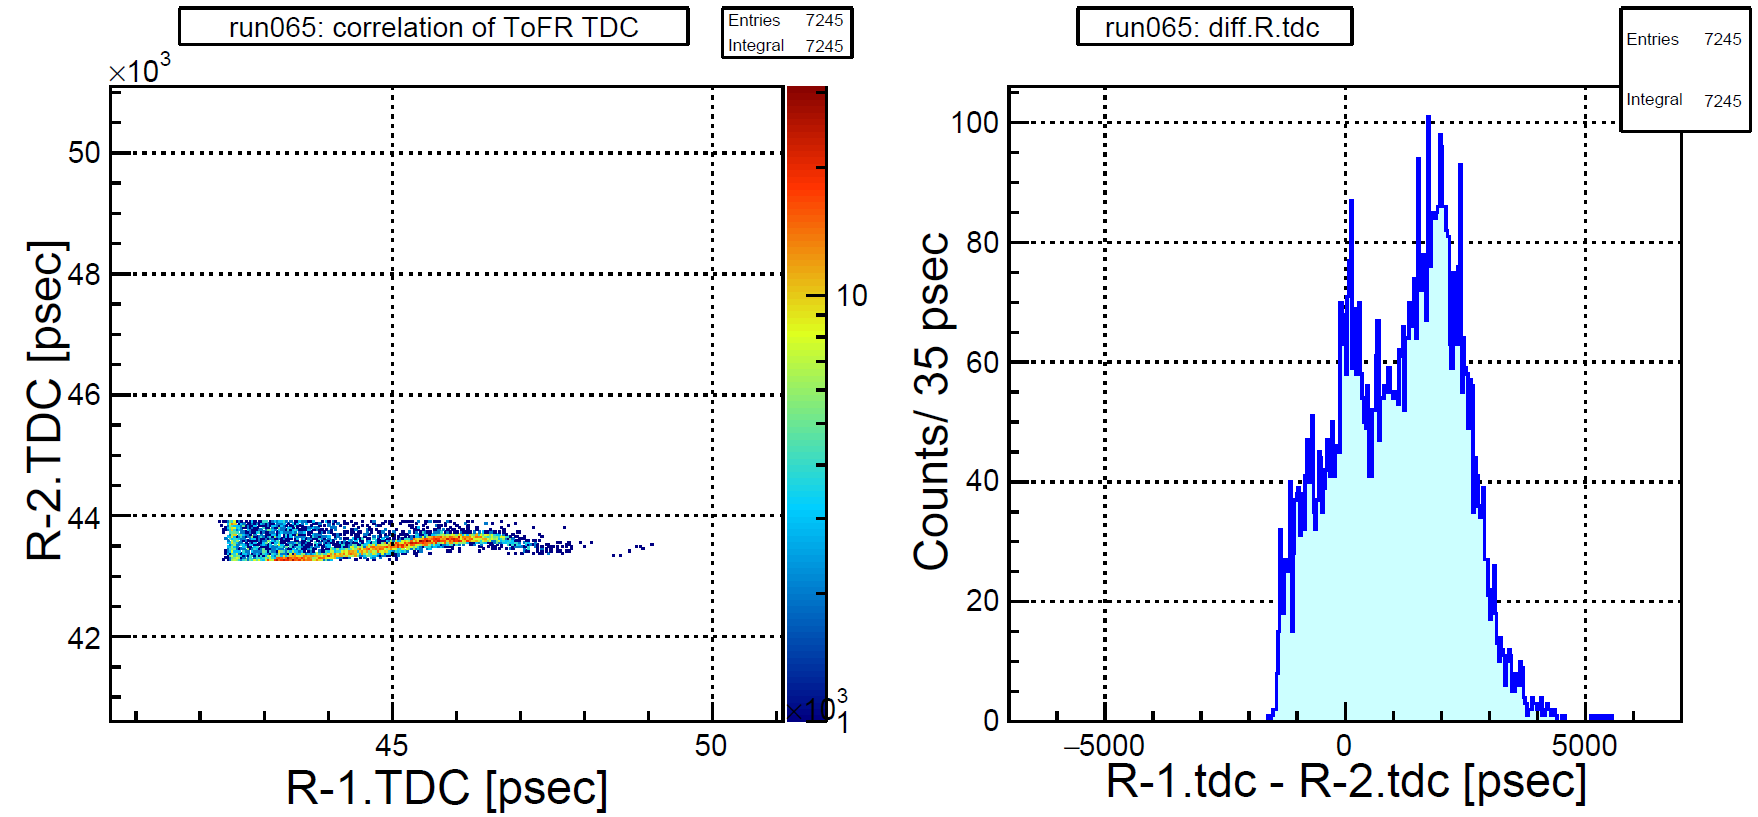 run065: correlation of ToFR TDC
Entries 7245
Integral 7245
×10³
50
48
46
44
42
R-2.TDC [psec]
45
50
R-1.TDC [psec]
10
1
×10³
run065: diff.R.tdc
Entries 7245
Integral 7245
100
80
60
40
20
0
Counts/ 35 psec
−5000
0
5000
R-1.tdc - R-2.tdc [psec]